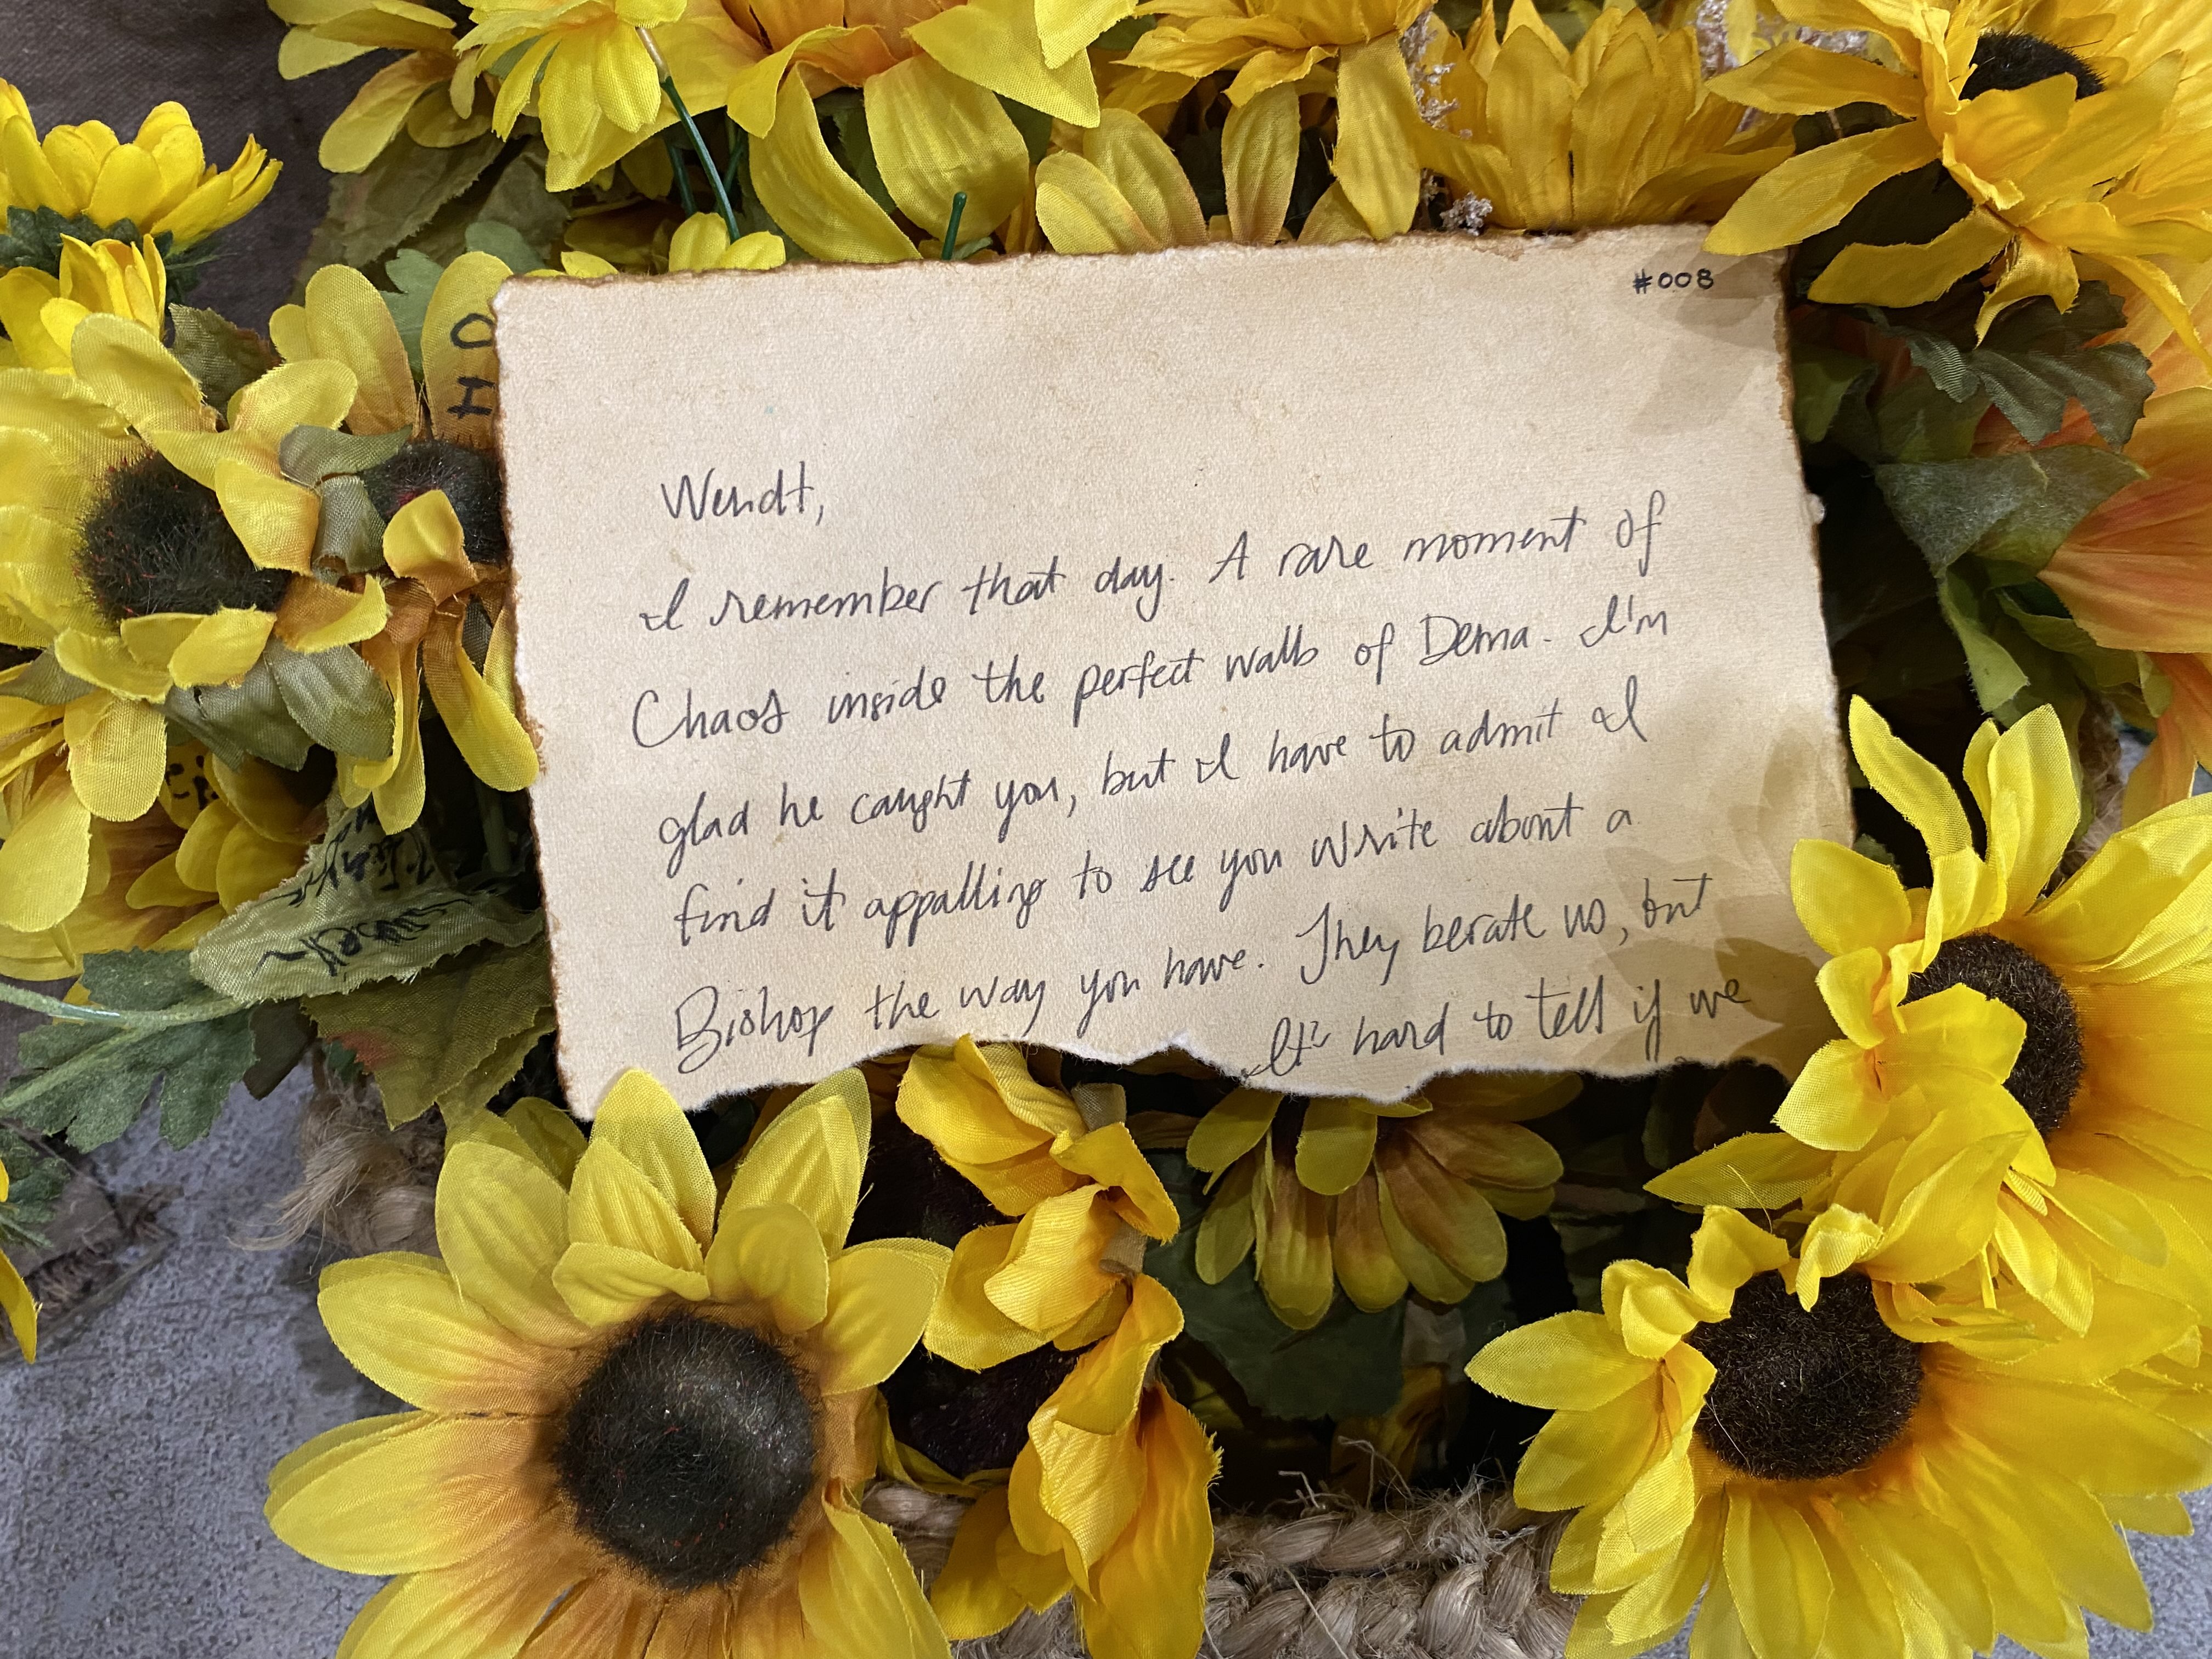 #008
Wendt,
I remember that day. A rare moment of
Chaos inside the perfect walls of Dema. I'm
glad he caught you, but I have to admit I
find it appalling to see you write about a
Bishop the way you have. They berate us, but
It's hard to tell if we